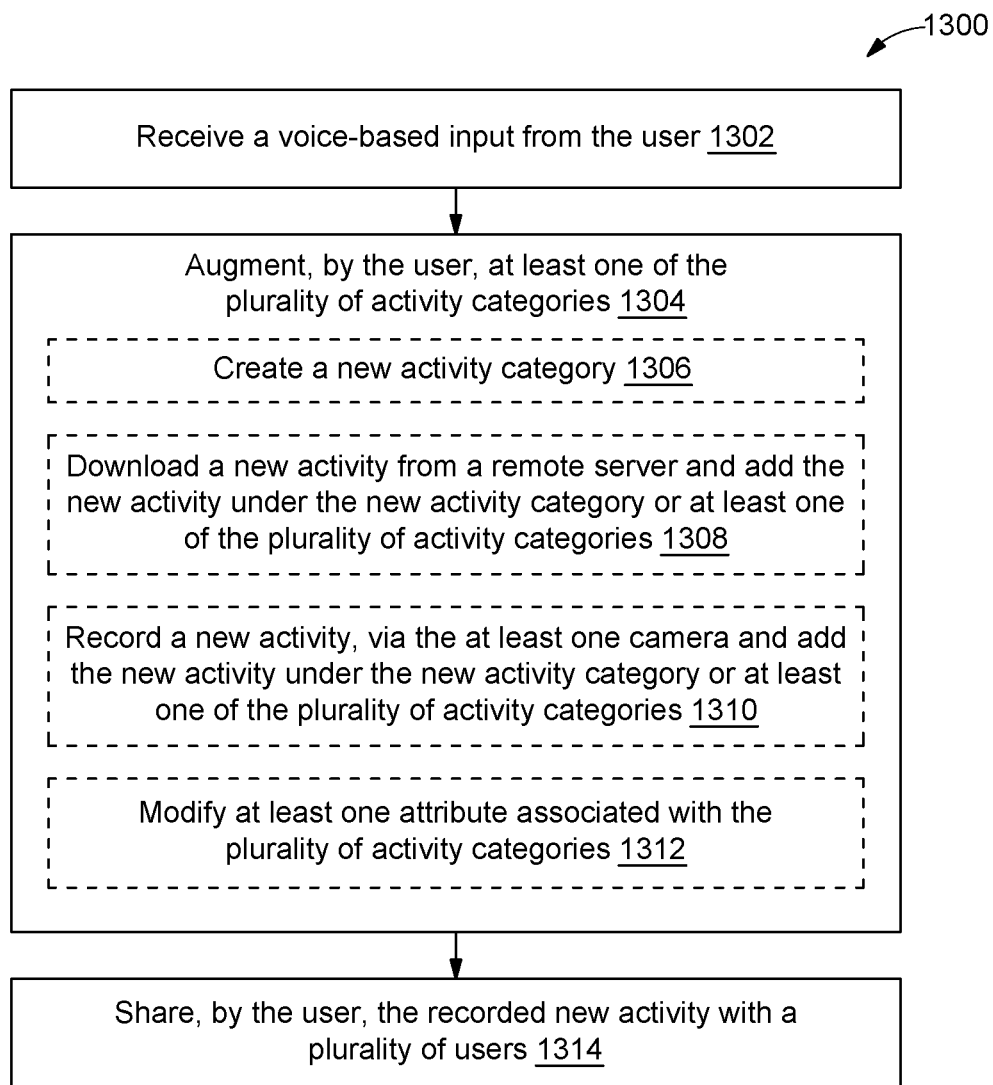 1300
Receive a voice-based input from the user 1302
Augment, by the user, at least one of the
plurality of activity categories 1304
Create a new activity category 1306
Download a new activity from a remote server and add the
new activity under the new activity category or at least one
of the plurality of activity categories 1308
Record a new activity, via the at least one camera and add
the new activity under the new activity category or at least
one of the plurality of activity categories 1310
Modify at least one attribute associated with the
plurality of activity categories 1312
Share, by the user, the recorded new activity with a
plurality of users 1314